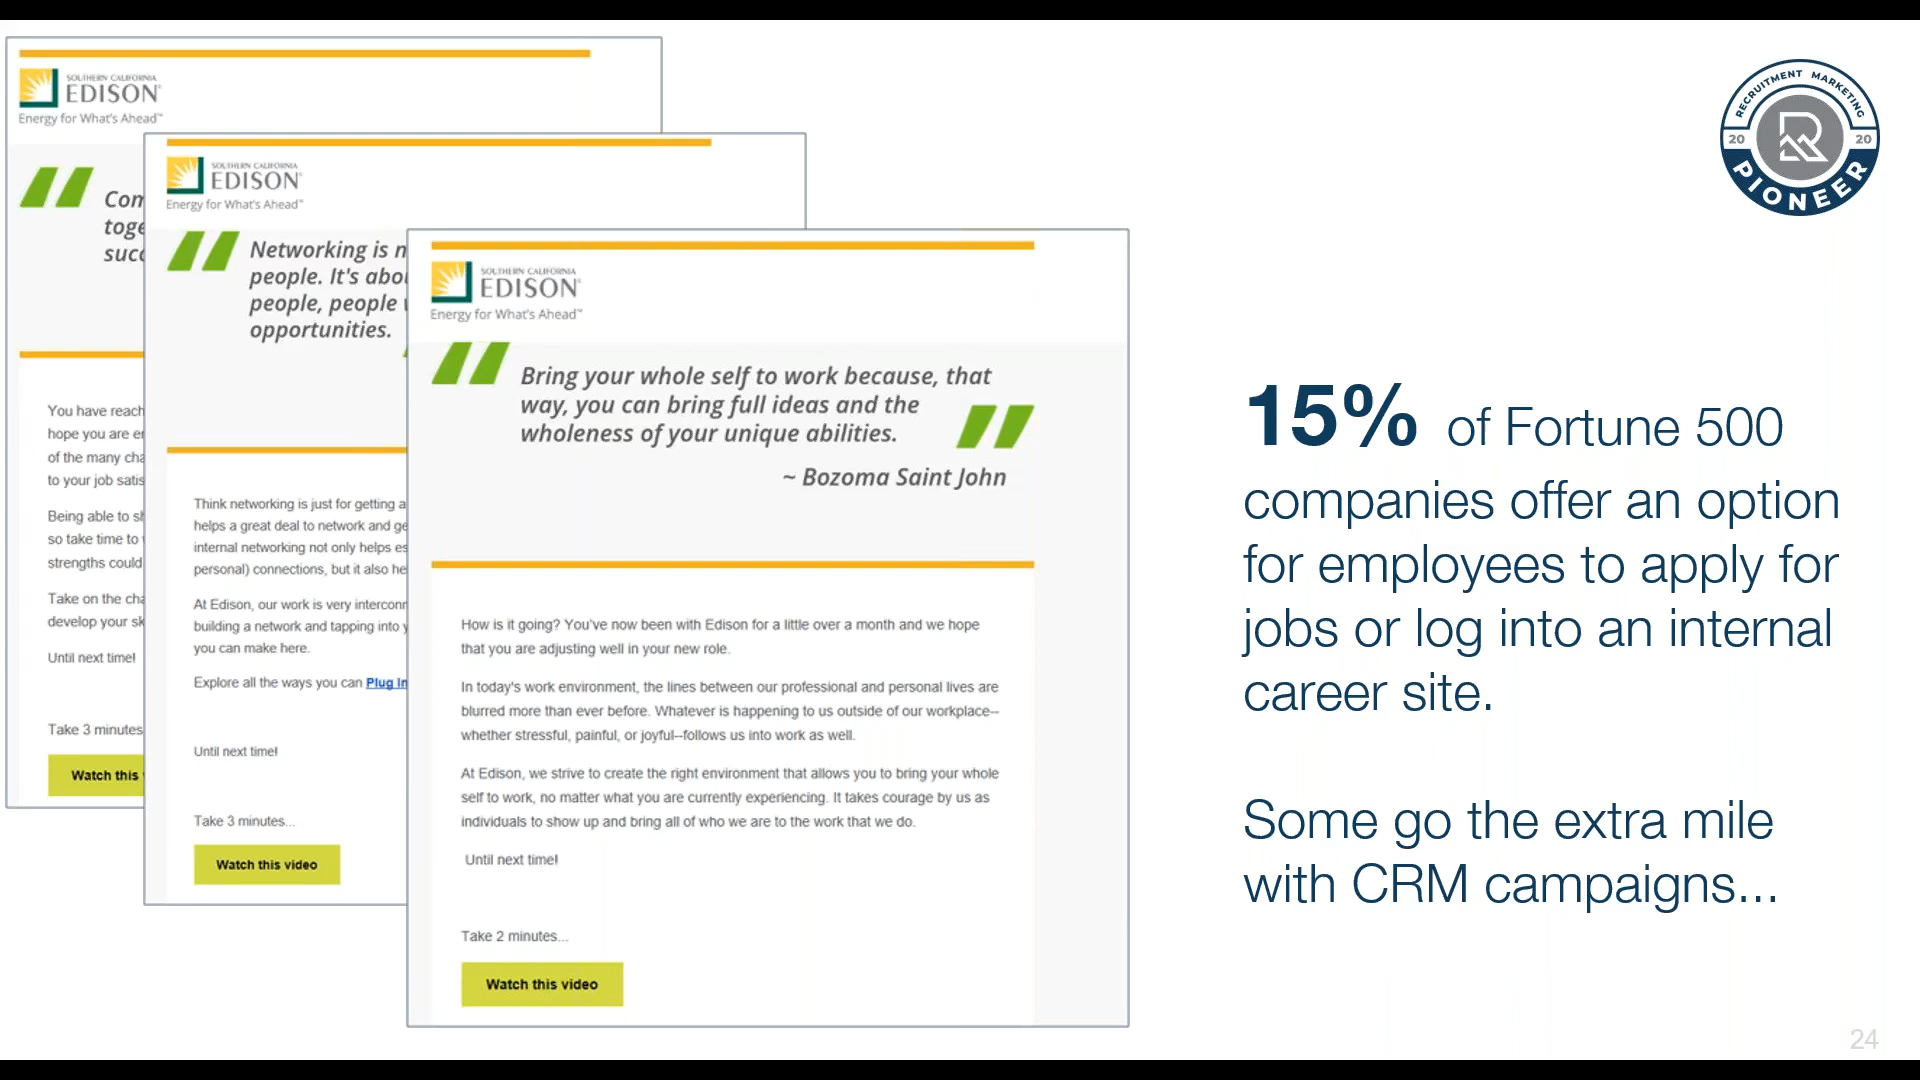 SOUTHERN CALIFORNIA
EDISON
Energy for What's Ahead™
Com
toge
succ
You have reach
hope you are en
of the many cha
to your job satis
Being able to sh
so take time to
strengths could
Take on the cha
develop your sk
Until next time!
Take 3 minutes
Watch this
SOUTHERN CALIFORNIA
EDISON
Energy for What's Ahead™
Networking is n
people. It's abou
people, people w
opportunities.
Think networking is just for getting a
helps a great deal to network and ge
internal networking not only helps es
personal) connections, but it also he
At Edison, our work is very interconn
building a network and tapping into y
you can make here.
Explore all the ways you can Plug In
Until next time!
Take 3 minutes...
Watch this video
SOUTHERN CALIFORNIA
EDISON®
Energy for What's Ahead™
Bring your whole self to work because, that
way, you can bring full ideas and the
wholeness of your unique abilities.
~ Bozoma Saint John
How is it going? You've now been with Edison for a little over a month and we hope
that you are adjusting well in your new role.
In today's work environment, the lines between our professional and personal lives are
blurred more than ever before. Whatever is happening to us outside of our workplace--
whether stressful, painful, or joyful--follows us into work as well.
At Edison, we strive to create the right environment that allows you to bring your whole
self to work, no matter what you are currently experiencing. It takes courage by us as
individuals to show up and bring all of who we are to the work that we do.
Until next time!
Take 2 minutes...
Watch this video
RECRUITMENT MARKETING
20 20
PIONEER
15% of Fortune 500
companies offer an option
for employees to apply for
jobs or log into an internal
career site.
Some go the extra mile
with CRM campaigns...
24